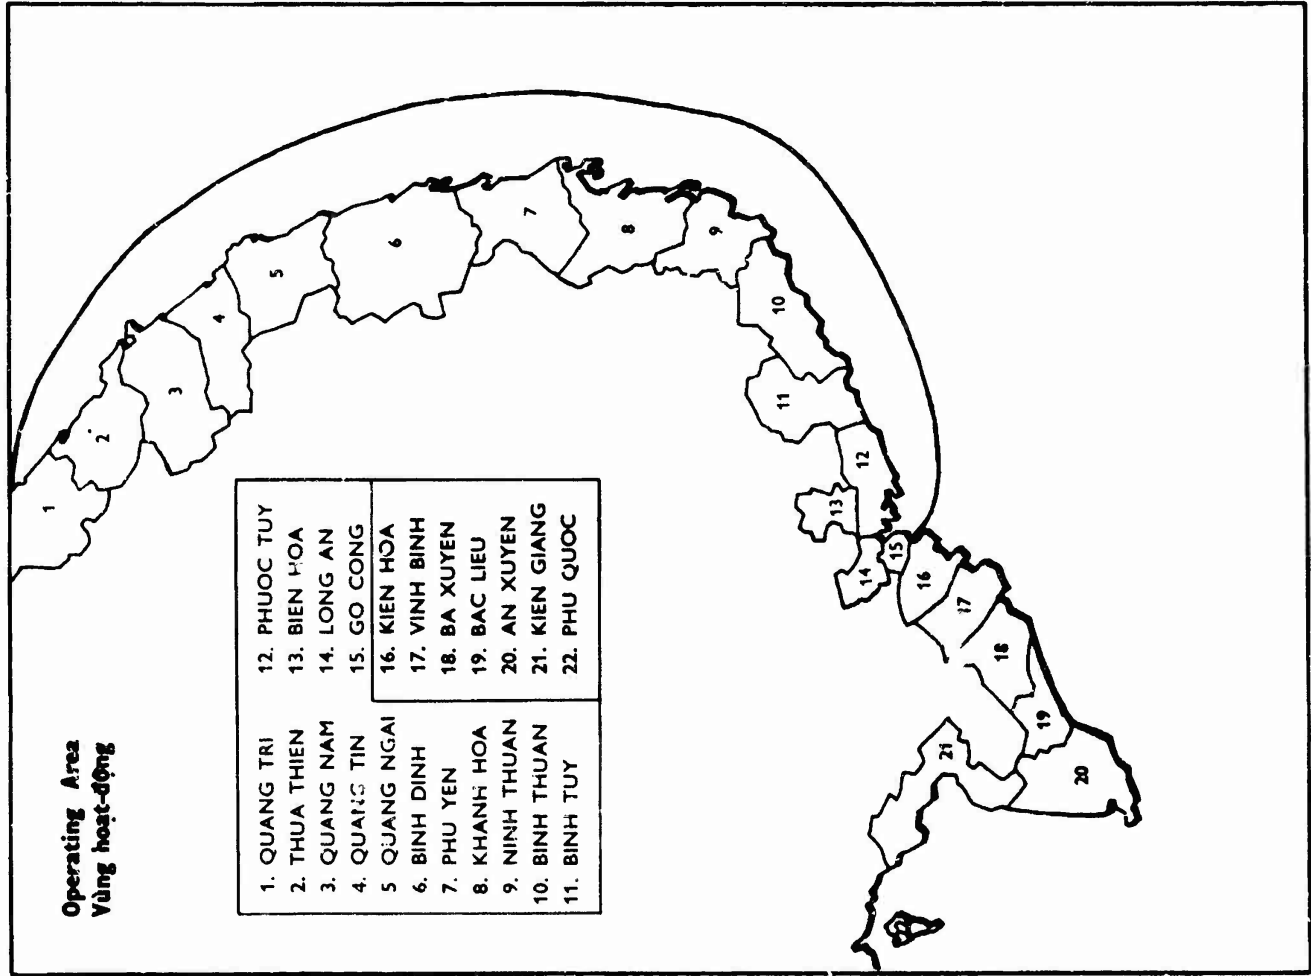 Operating Area
Vùng hoạt-động
1. QUANG TRI
2. THUA THIEN
3. QUANG NAM
4. QUANG TIN
5 QUANG NGAI
6. BINH DINH
7. PHU YEN
8. KHANH HOA
9. NINH THUAN
10. BINH THUAN
11. BINH TUY
12. PHUOC TUY
13. BIEN HOA
14. LONG AN
15. GO CONG
16. KIEN HOA
17. VINH BINH
18. BA XUYEN
19. BAC LIEU
20. AN XUYEN
21. KIEN GIANG
22. PHU QUOC
1
2
3
4
5
6
7
8
9
10
11
12
13
14
15
16
17
18
19
20
21
22